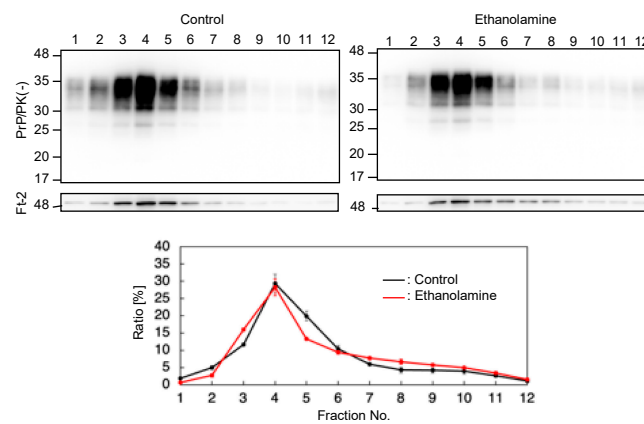 Control
Ethanolamine
1 2 3 4 5 6 7 8 9 10 11 12
1 2 3 4 5 6 7 8 9 10 11 12
PrP/PK(-)
48
35
30
25
20
17
48
35
30
25
20
17
Ft-2
48
48
Ratio [%]
40
35
30
25
20
15
10
5
0
: Control
: Ethanolamine
1 2 3 4 5 6 7 8 9 10 11 12
Fraction No.